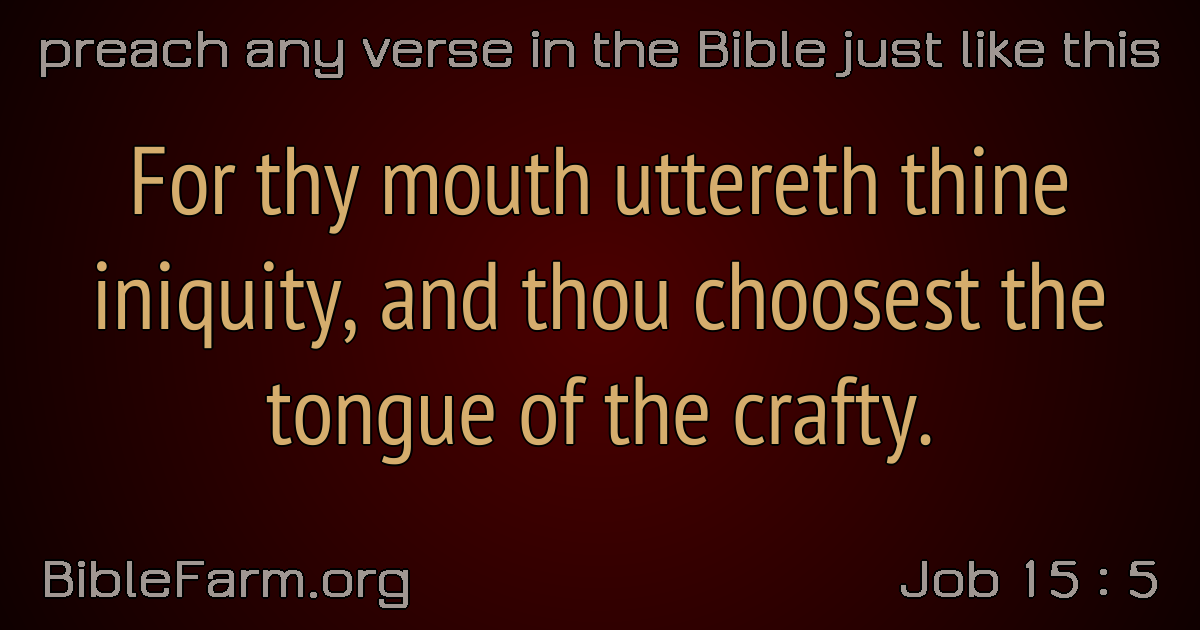 preach any verse in the Bible just like this
For thy mouth uttereth thine
iniquity, and thou choosest the
tongue of the crafty.
BibleFarm.org
Job 15 : 5